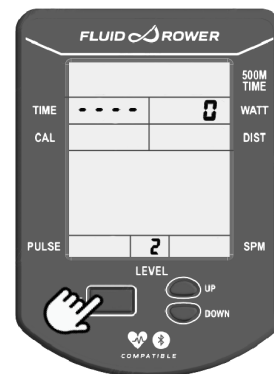 FLUID ROWER
500M
TIME
TIME - - - - 0 WATT
CAL DIST
PULSE 2 SPM
LEVEL
UP
DOWN
COMPATIBLE